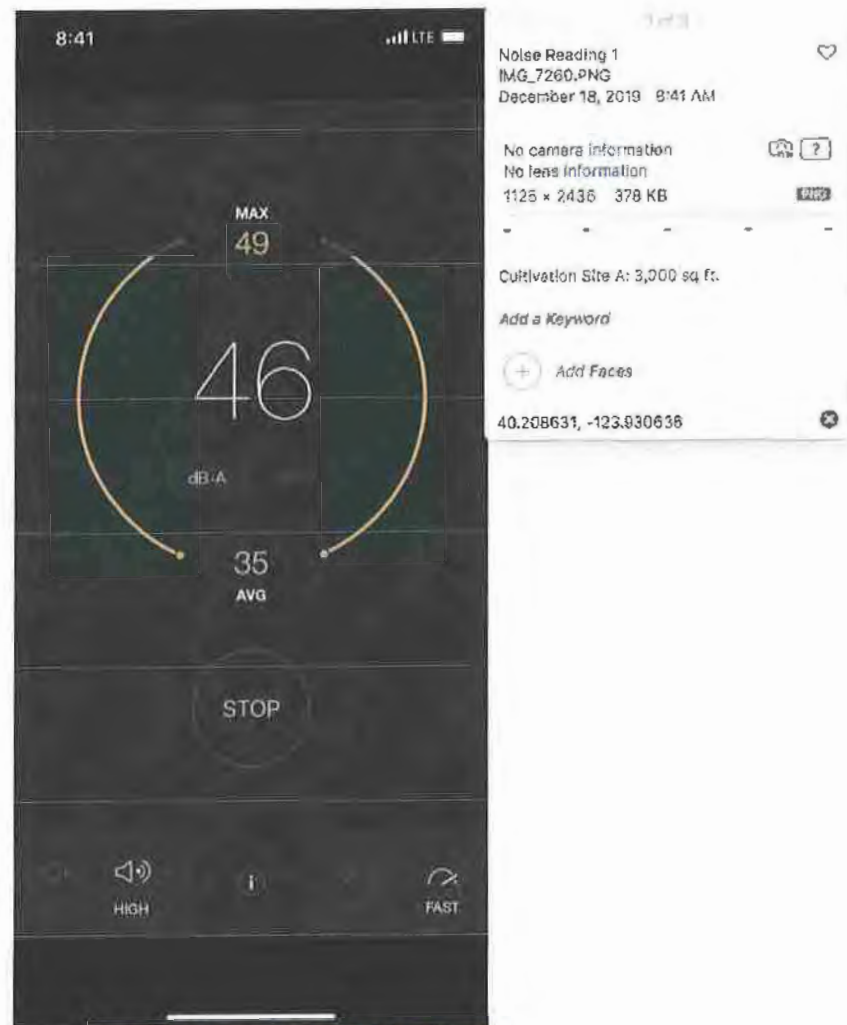 8:41
LTE
MAX
49
46
dB-A
35
AVG
STOP
HIGH
i
FAST
Noise Reading 1
IMG_7260.PNG
December 18, 2019 8:41 AM
No camera information
?
No lens information
1125 × 2436 378 KB
PNG
- - - - -
Cultivation Site A: 3,000 sq ft.
Add a Keyword
+ Add Faces
40.208631, -123.930636